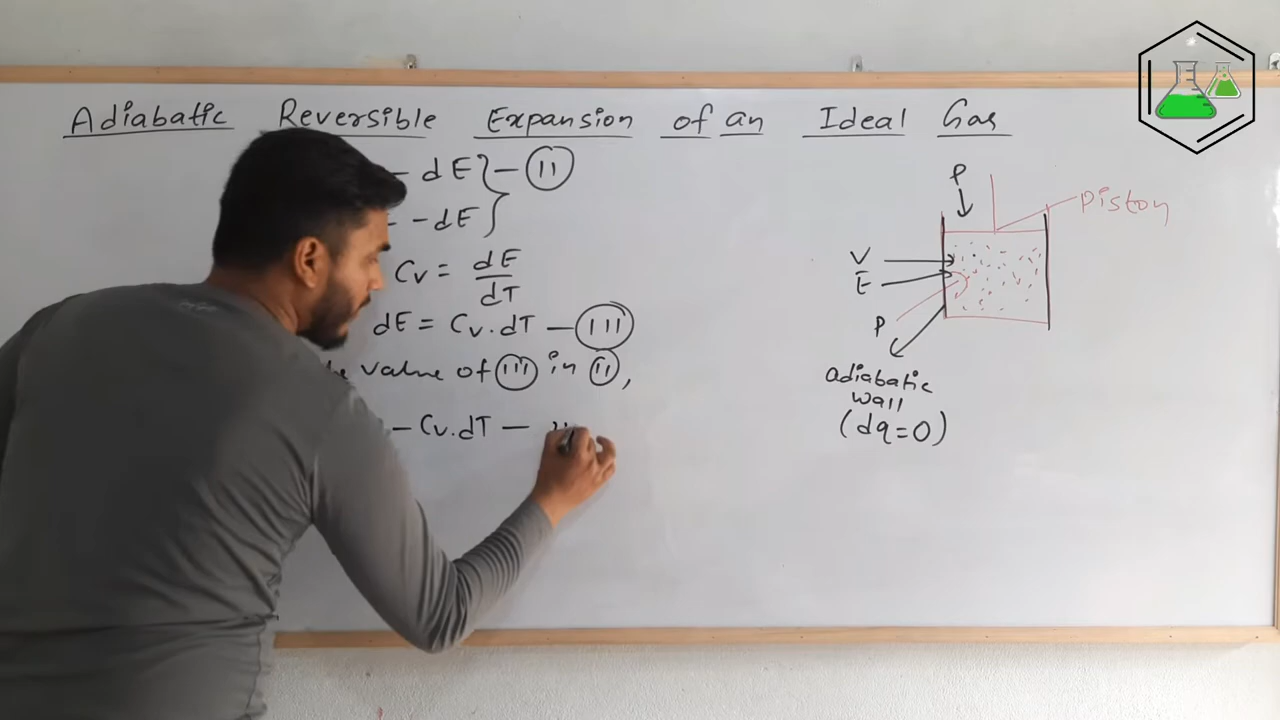 Adiabatic Reversible Expansion of an Ideal Gas
- dE } - (II)
- - dE
Cv = dE/dT
dE = Cv.dT - (III)
value of (III) in (II),
- Cv.dT -
P
Piston
V
E
P
adiabatic
wall
(dq=0)